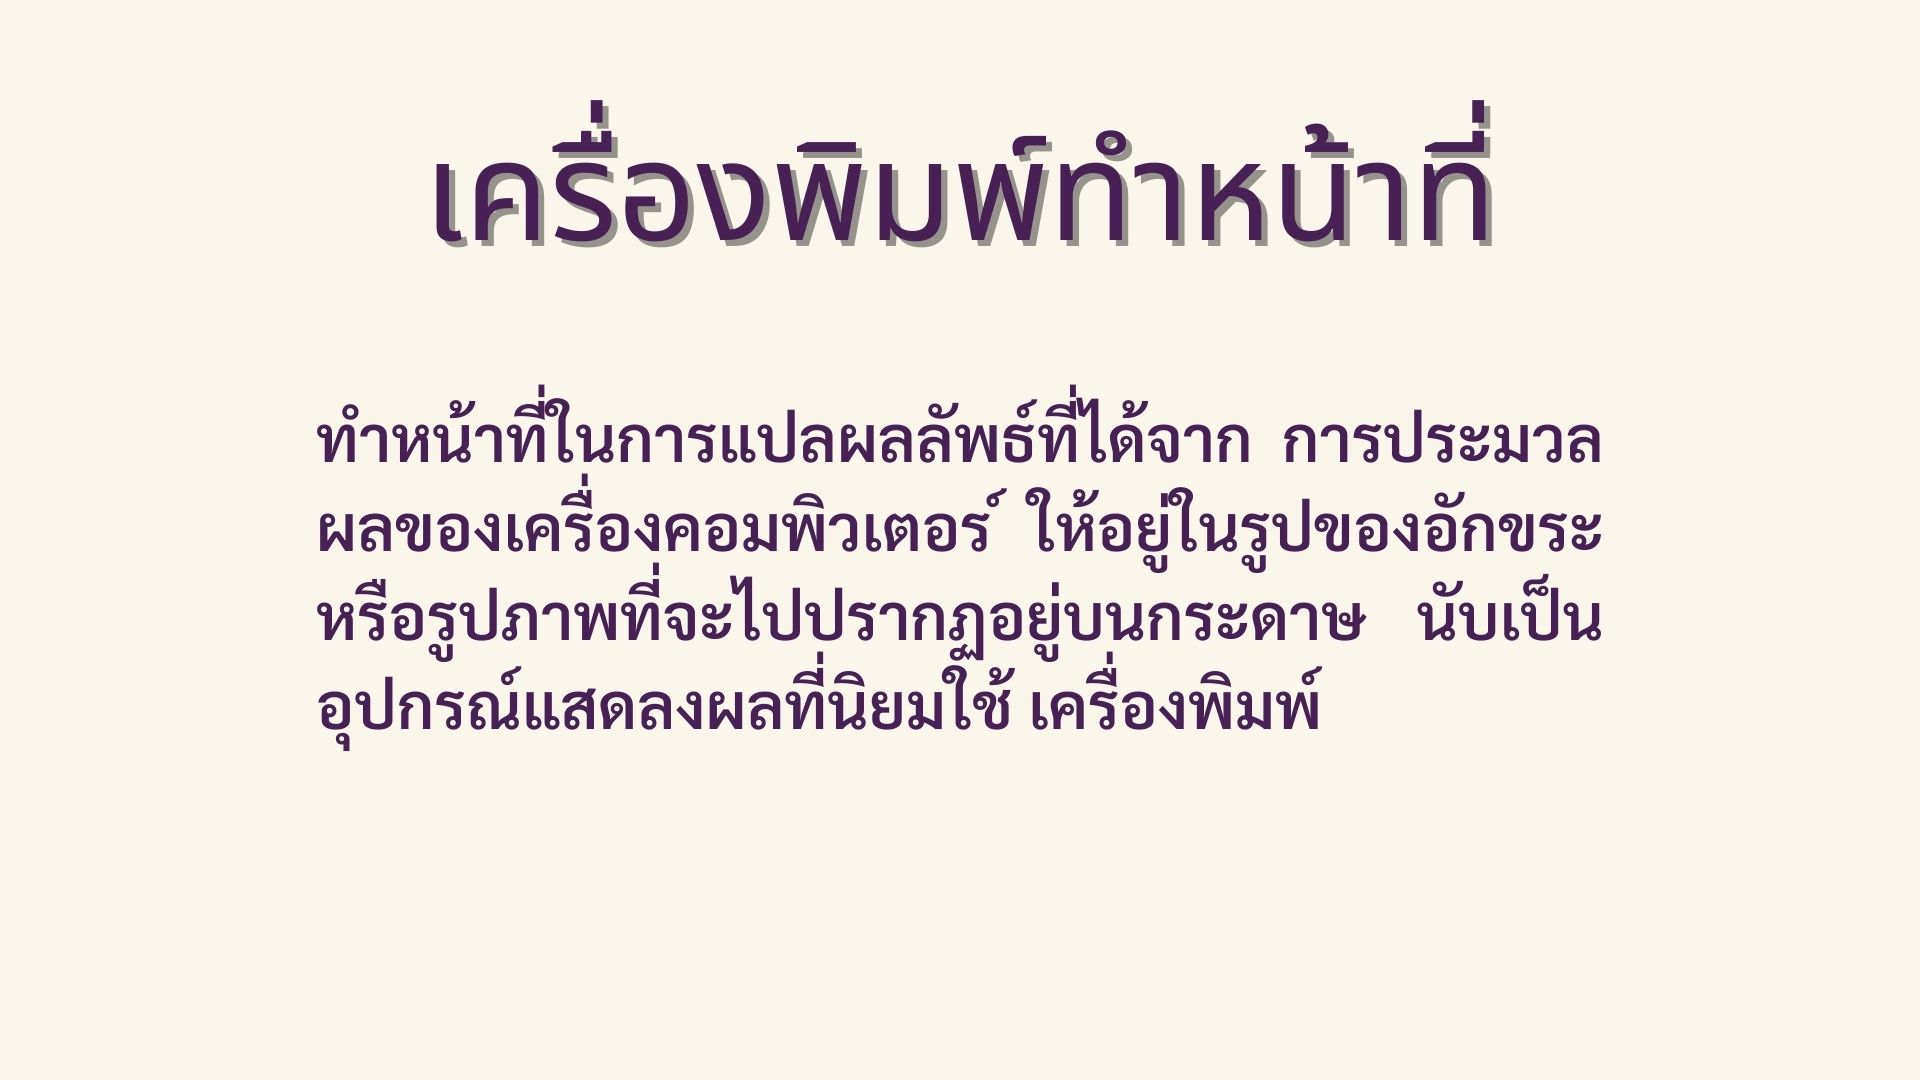 เครื่องพิมพ์ทำหน้าที่
ทำหน้าที่ในการแปลผลลัพธ์ที่ได้จาก การประมวล
ผลของเครื่องคอมพิวเตอร์ ให้อยู่ในรูปของอักขระ
หรือรูปภาพที่จะไปปรากฏอยู่บนกระดาษ นับเป็น
อุปกรณ์แสดลงผลที่นิยมใช้ เครื่องพิมพ์